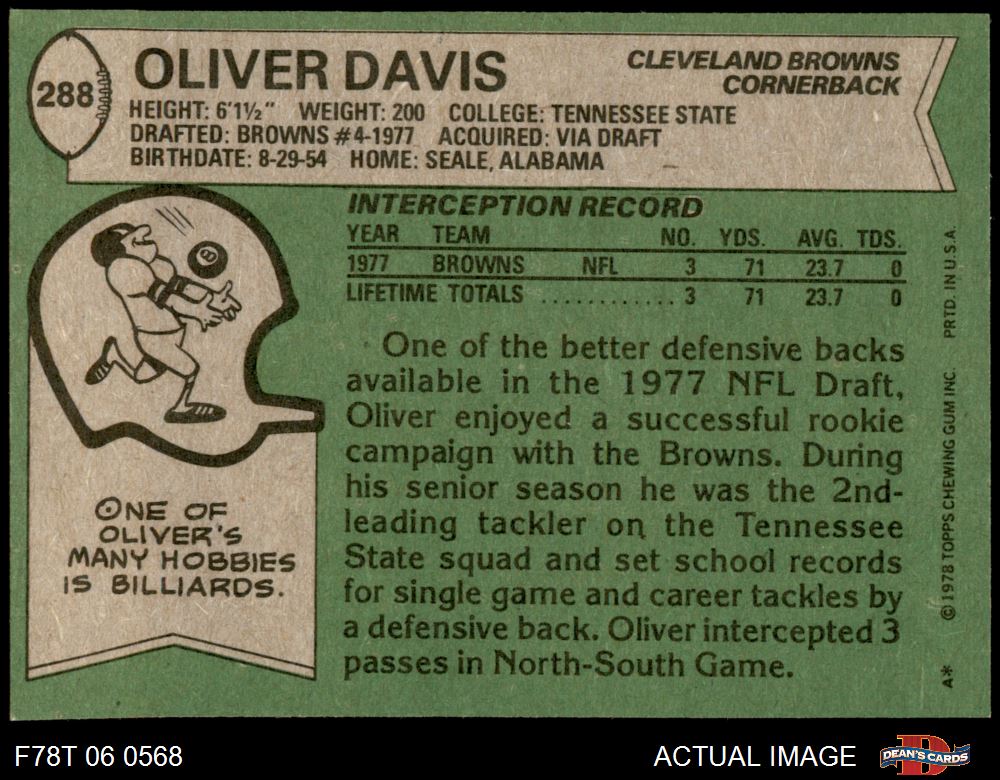 288
OLIVER DAVIS
CLEVELAND BROWNS
CORNERBACK
HEIGHT: 6'1½" WEIGHT: 200 COLLEGE: TENNESSEE STATE
DRAFTED: BROWNS #4-1977 ACQUIRED: VIA DRAFT
BIRTHDATE: 8-29-54 HOME: SEALE, ALABAMA
8
ONE OF
OLIVER'S
MANY HOBBIES
IS BILLIARDS.
INTERCEPTION RECORD
YEAR TEAM NO. YDS. AVG. TDS.
1977 BROWNS NFL 3 71 23.7 0
LIFETIME TOTALS ............ 3 71 23.7 0
One of the better defensive backs
available in the 1977 NFL Draft,
Oliver enjoyed a successful rookie
campaign with the Browns. During
his senior season he was the 2nd-
leading tackler on the Tennessee
State squad and set school records
for single game and career tackles by
a defensive back. Oliver intercepted 3
passes in North-South Game.
A* © 1978 TOPPS CHEWING GUM INC. PRTD. IN U.S.A.
F78T 06 0568
ACTUAL IMAGE
D
DEAN'S CARDS